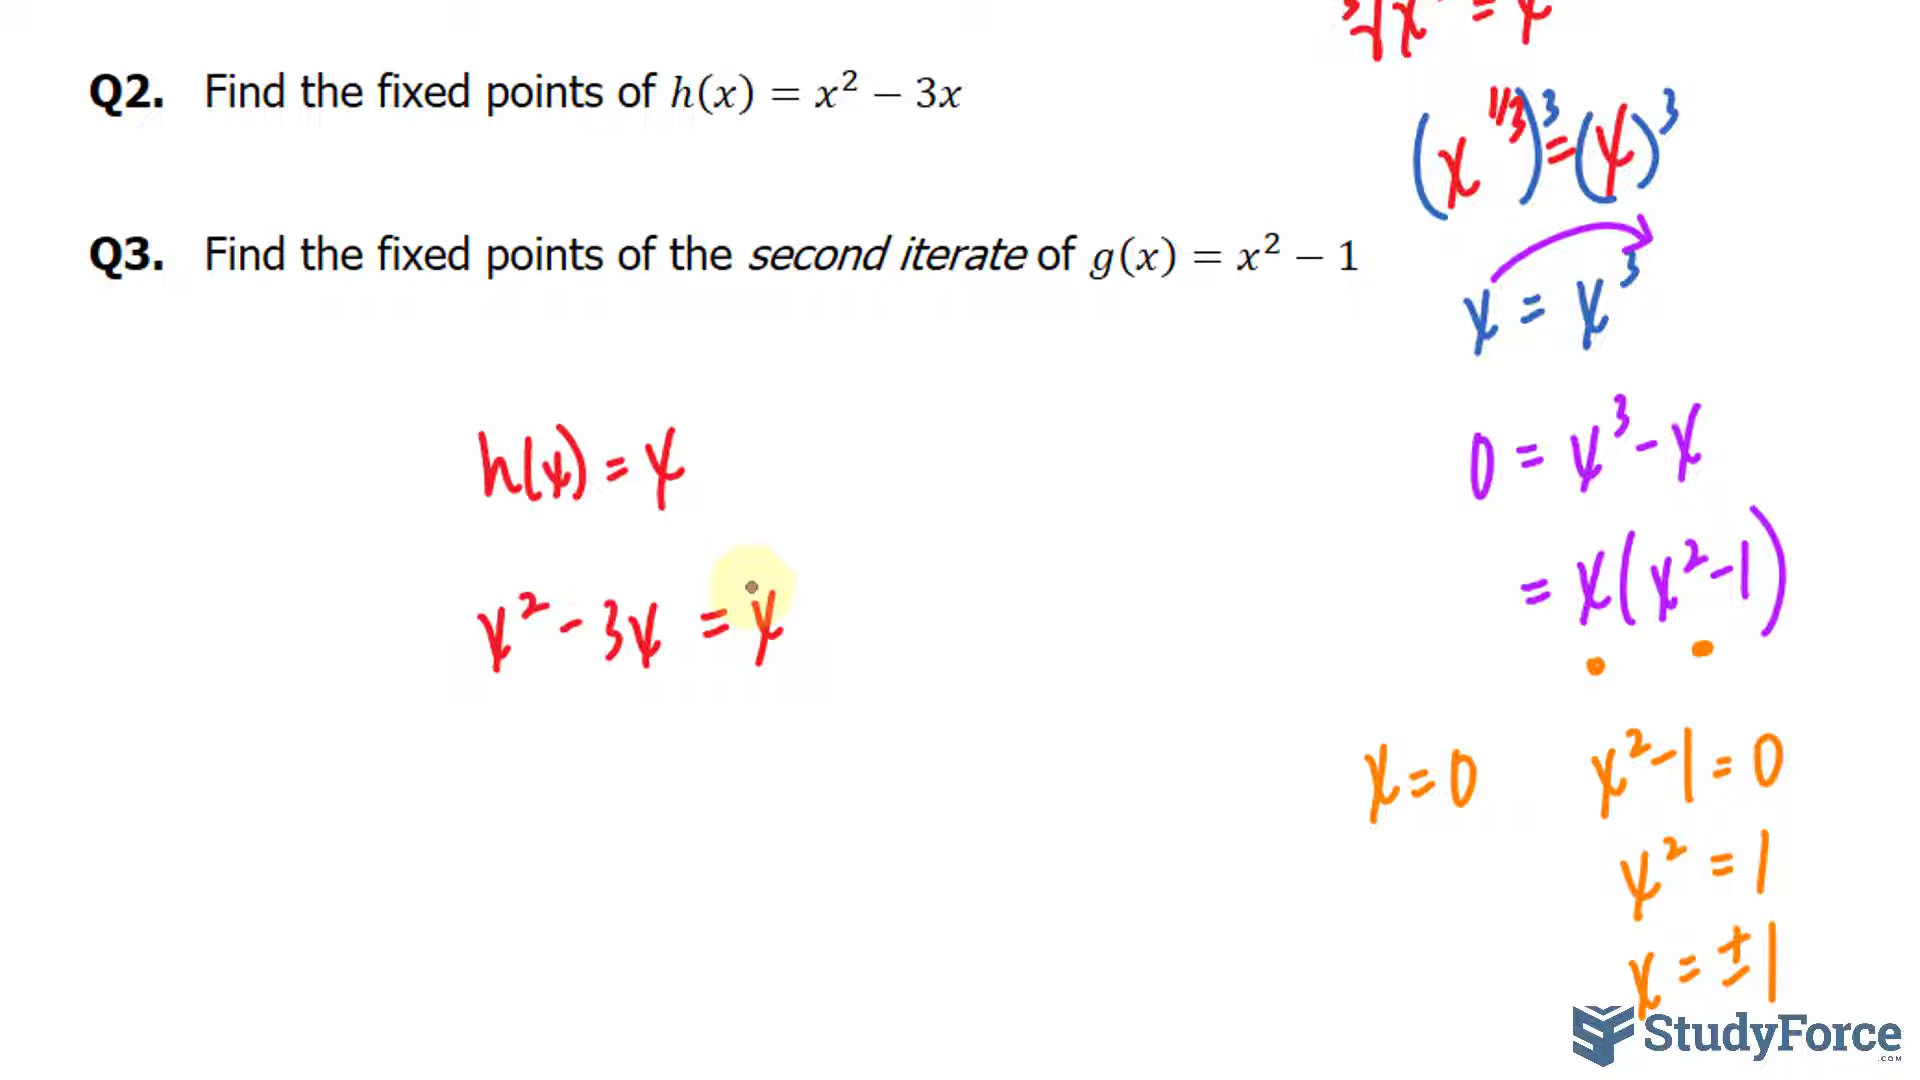 ∛x = x
Q2. Find the fixed points of h(x) = x² − 3x
(x^1/3)³ = (x)³
Q3. Find the fixed points of the second iterate of g(x) = x² − 1
x = x³
h(x) = x
x² - 3x = x
0 = x³ - x
= x(x² - 1)
x = 0
x² - 1 = 0
x² = 1
x = ±1
StudyForce
.COM